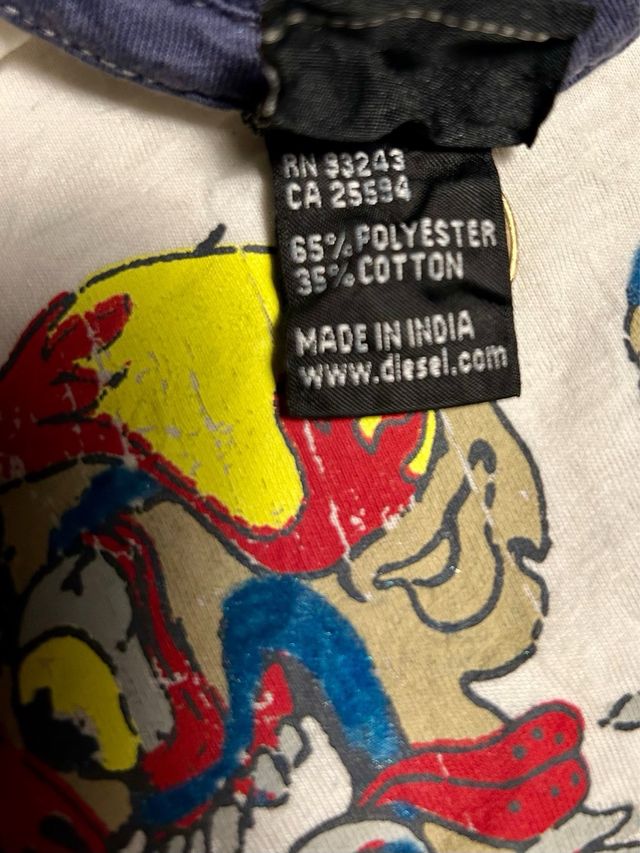 RN 93243
CA 25594
65% POLYESTER
35% COTTON
MADE IN INDIA
www.diesel.com